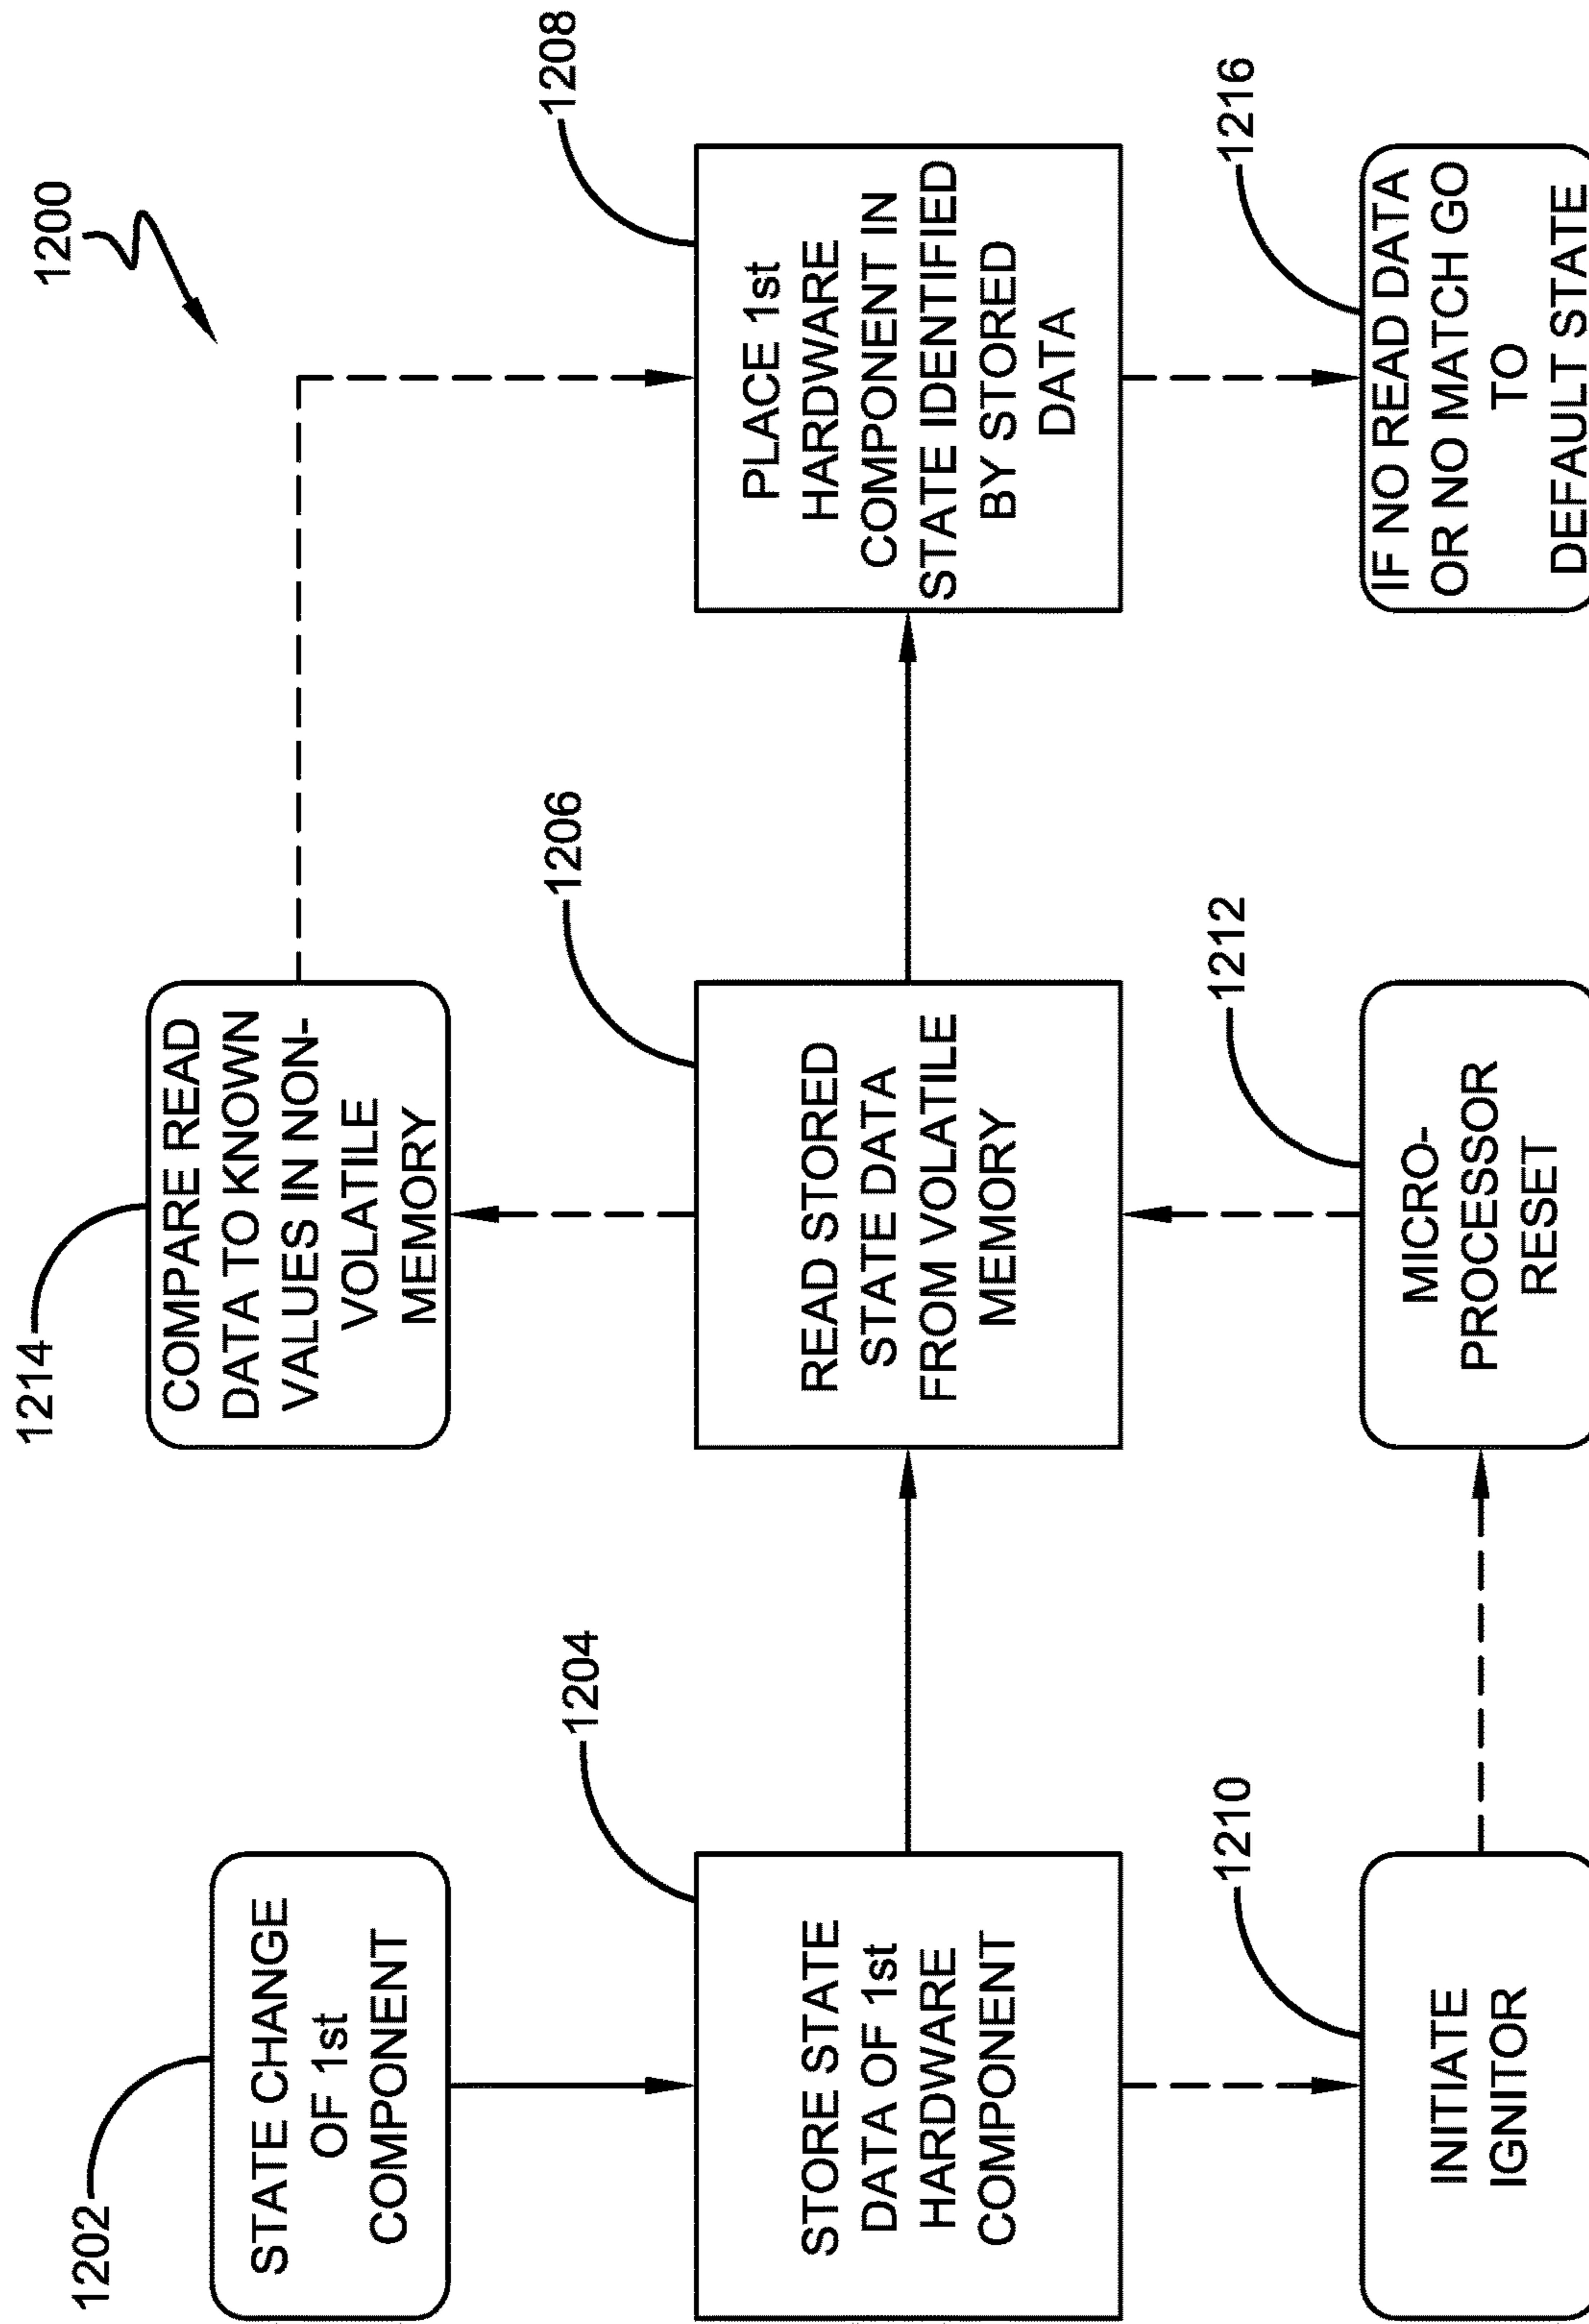 1200
1202
STATE CHANGE
OF 1st
COMPONENT
1204
STORE STATE
DATA OF 1st
HARDWARE
COMPONENT
1210
INITIATE
IGNITOR
1214
COMPARE READ
DATA TO KNOWN
VALUES IN NON-
VOLATILE
MEMORY
1206
READ STORED
STATE DATA
FROM VOLATILE
MEMORY
1212
MICRO-
PROCESSOR
RESET
1208
PLACE 1st
HARDWARE
COMPONENT IN
STATE IDENTIFIED
BY STORED
DATA
1216
IF NO READ DATA
OR NO MATCH GO
TO
DEFAULT STATE